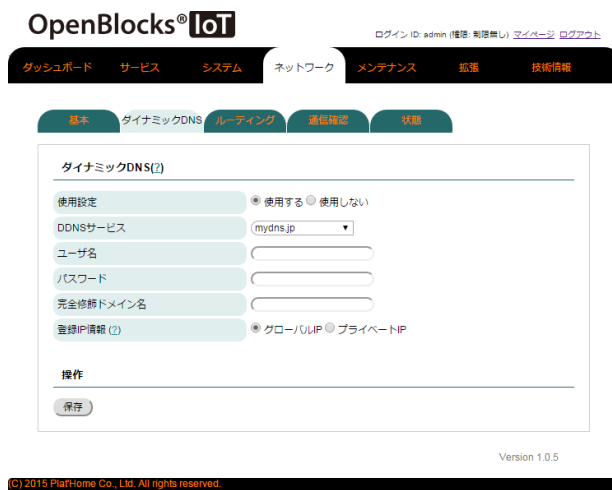 OpenBlocks® IoT
ログイン ID: admin (権限: 制限無し) マイページ ログアウト
ダッシュボード サービス システム ネットワーク メンテナンス 拡張 技術情報
基本 ダイナミックDNS ルーティング 通信確認 状態
ダイナミックDNS(?)
使用設定 使用する 使用しない
DDNSサービス mydns.jp
ユーザ名
パスワード
完全修飾ドメイン名
登録IP情報 (?) グローバルIP プライベートIP
操作
保存
Version 1.0.5
(C) 2015 Plat'Home Co., Ltd. All rights reserved.